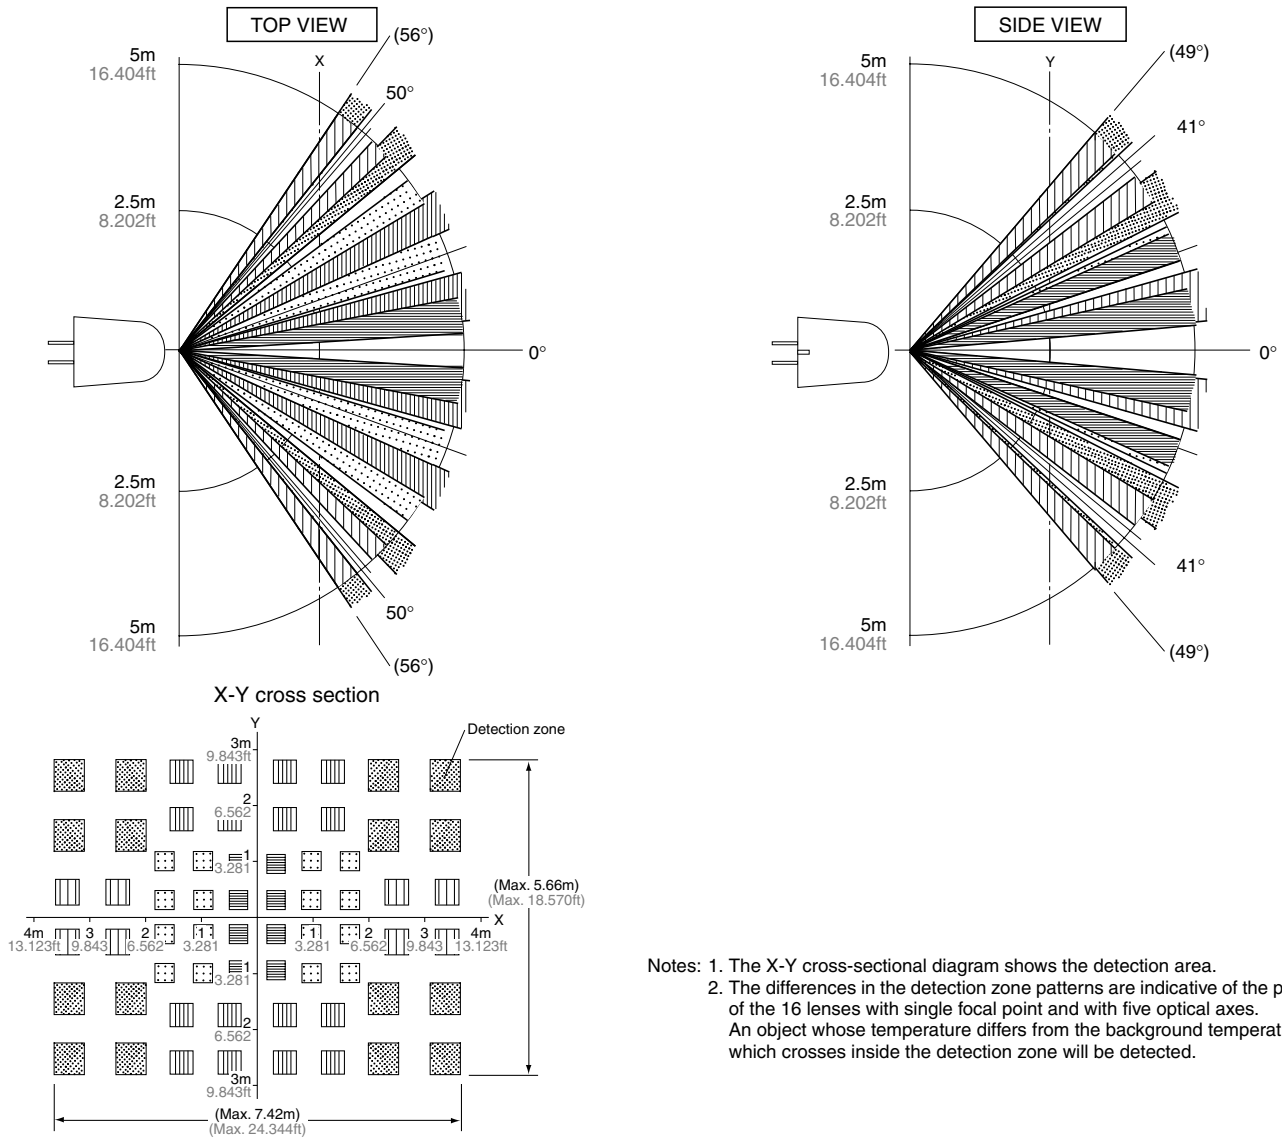 TOP VIEW
(56°)
X
50°
5m
16.404ft
2.5m
8.202ft
0°
2.5m
8.202ft
50°
5m
16.404ft
(56°)
SIDE VIEW
(49°)
Y
41°
5m
16.404ft
2.5m
8.202ft
0°
2.5m
8.202ft
41°
5m
16.404ft
(49°)
X-Y cross section
Y
Detection zone
3m
9.843ft
2
6.562
1
3.281
(Max. 5.66m)
(Max. 18.570ft)
X
4m 3 2 1 1 2 3 4m
13.123ft 9.843 6.562 3.281 3.281 6.562 9.843 13.123ft
1
3.281
2
6.562
3m
9.843ft
(Max. 7.42m)
(Max. 24.344ft)
Notes: 1. The X-Y cross-sectional diagram shows the detection area.
2. The differences in the detection zone patterns are indicative of the p
of the 16 lenses with single focal point and with five optical axes.
An object whose temperature differs from the background temperat
which crosses inside the detection zone will be detected.